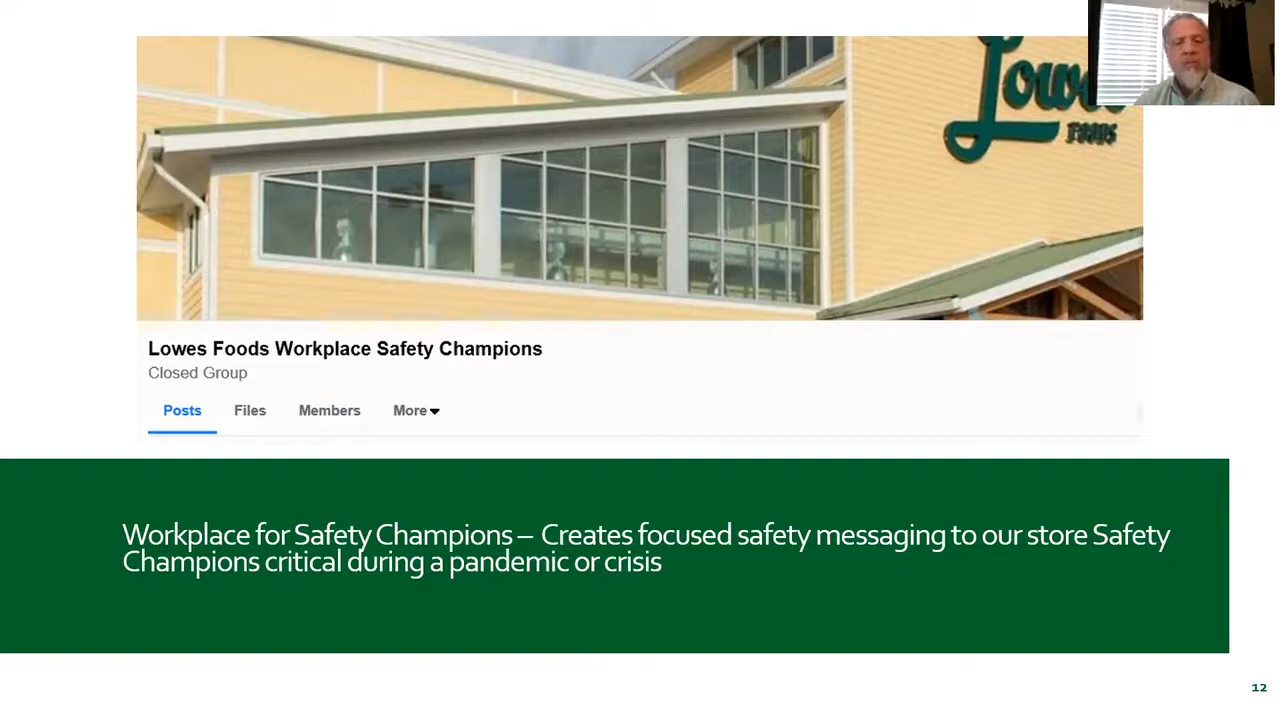 Lowes
FOODS
Lowes Foods Workplace Safety Champions
Closed Group
Posts Files Members More
Workplace for Safety Champions – Creates focused safety messaging to our store Safety
Champions critical during a pandemic or crisis
12